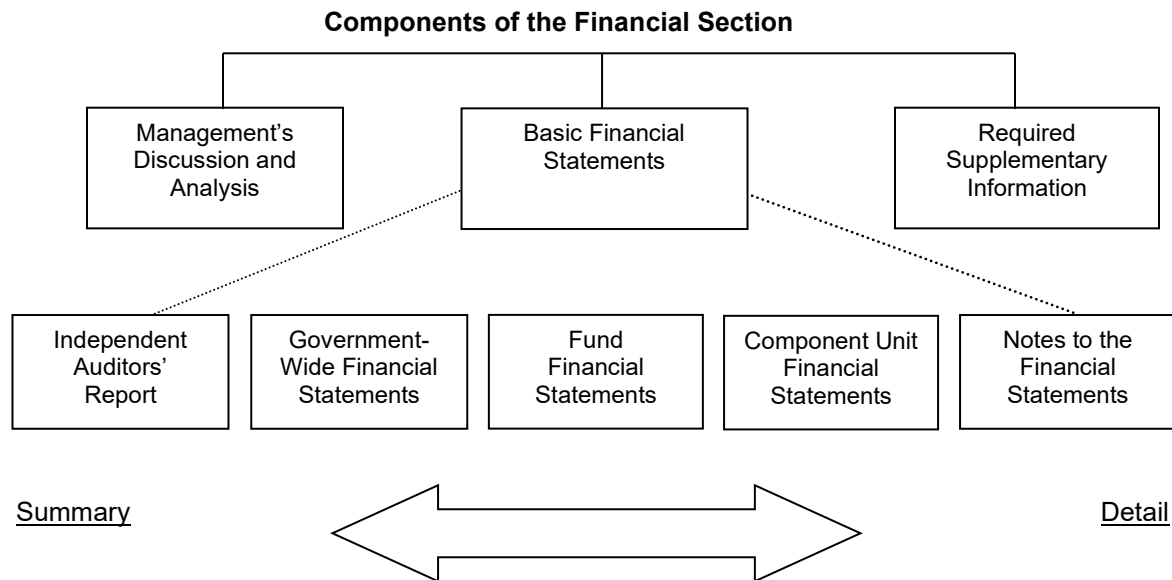 Components of the Financial Section
Management’s
Discussion and
Analysis
Basic Financial
Statements
Required
Supplementary
Information
Independent
Auditors’
Report
Government-
Wide Financial
Statements
Fund
Financial
Statements
Component Unit
Financial
Statements
Notes to the
Financial
Statements
Summary
Detail